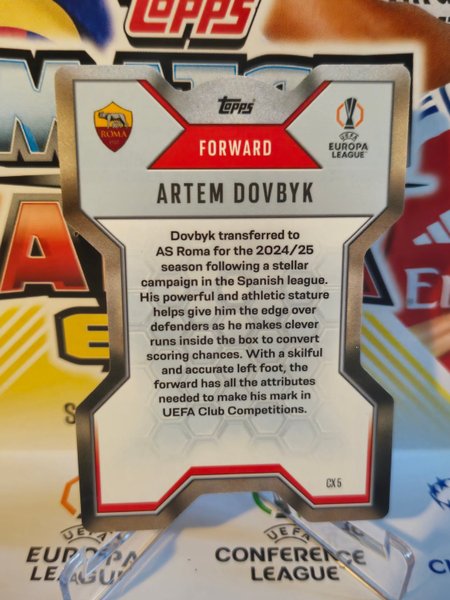 TOPPS
MATCH
ATTAX
topps
ROMA
1927
FORWARD
UEFA
EUROPA
LEAGUE
ARTEM DOVBYK
Dovbyk transferred to
AS Roma for the 2024/25
season following a stellar
campaign in the Spanish league.
His powerful and athletic stature
helps give him the edge over
defenders as he makes clever
runs inside the box to convert
scoring chances. With a skilful
and accurate left foot, the
forward has all the attributes
needed to make his mark in
UEFA Club Competitions.
CX5
UEFA
EUROPA
LEAGUE
UEFA
CONFERENCE
LEAGUE